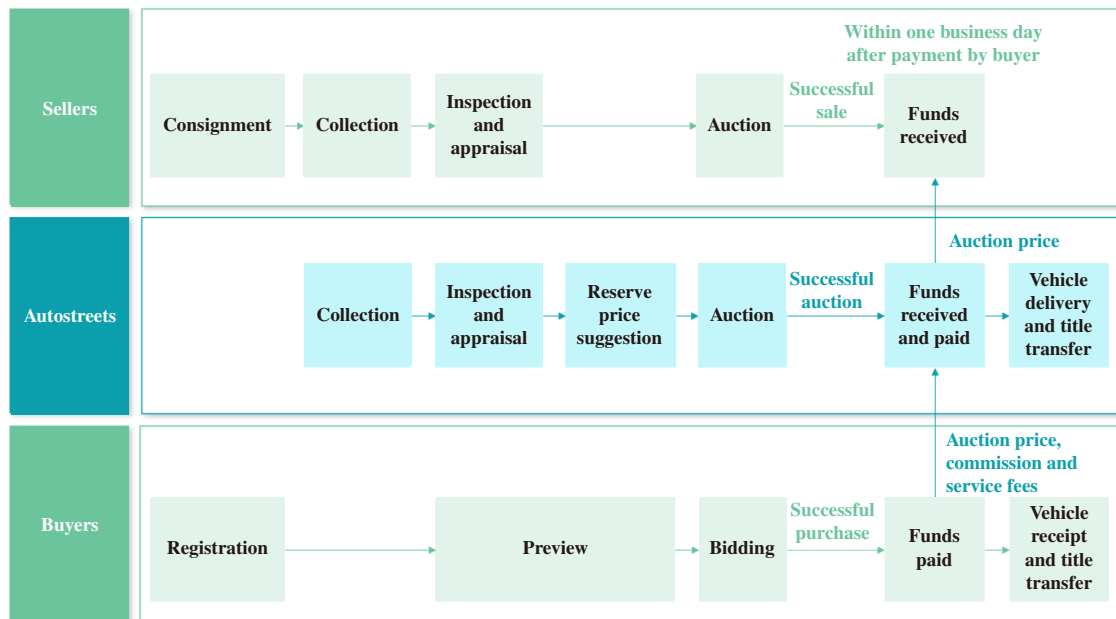 Sellers
Within one business day
after payment by buyer
Consignment
Collection
Inspection
and
appraisal
Auction
Successful
sale
Funds
received
Auction price
Autostreets
Collection
Inspection
and
appraisal
Reserve
price
suggestion
Auction
Successful
auction
Funds
received
and paid
Vehicle
delivery
and title
transfer
Auction price,
commission and
service fees
Buyers
Registration
Preview
Bidding
Successful
purchase
Funds
paid
Vehicle
receipt
and title
transfer